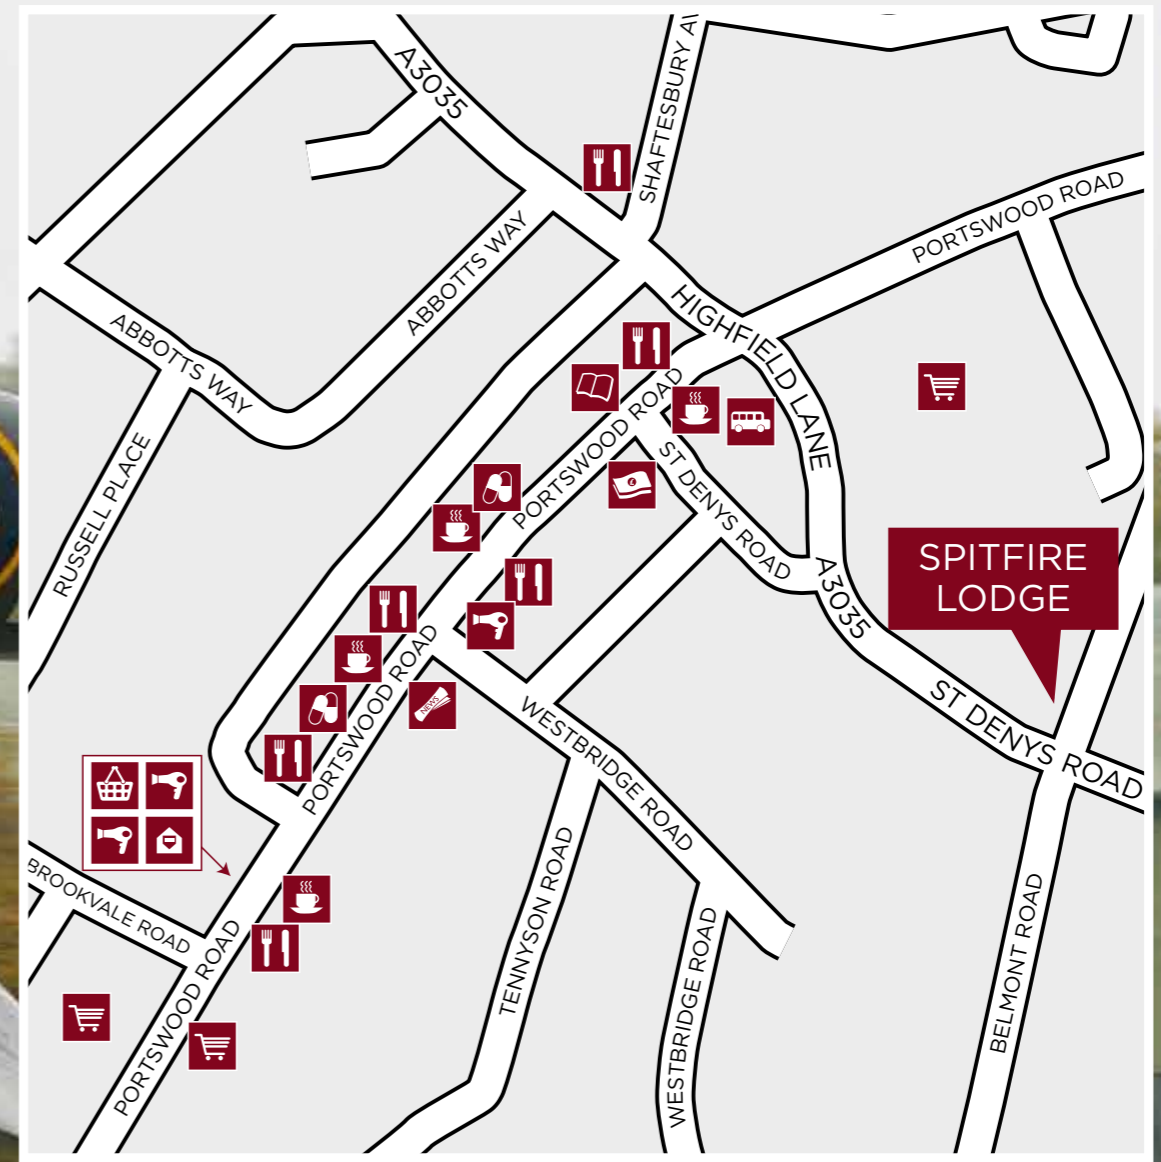 A3035
SHAFTESBURY AV
PORTSWOOD ROAD
ABBOTTS WAY
ABBOTTS WAY
HIGHFIELD LANE
RUSSELL PLACE
PORTSWOOD ROAD
ST DENYS ROAD
A3035
SPITFIRE
LODGE
PORTSWOOD ROAD
NEWS
WESTBRIDGE ROAD
ST DENYS ROAD
BROOKVALE ROAD
TENNYSON ROAD
PORTSWOOD ROAD
WESTBRIDGE ROAD
BELMONT ROAD